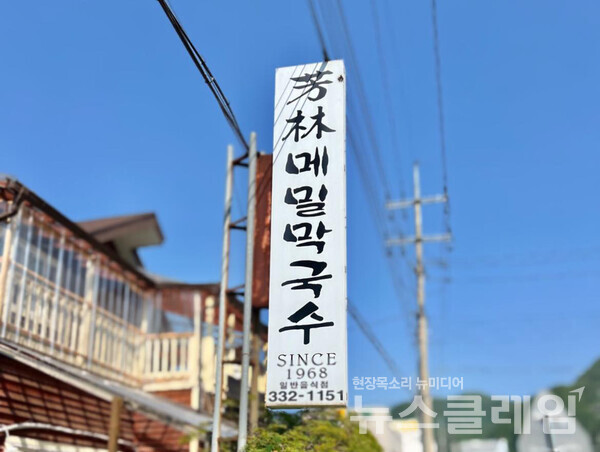 芳林메밀막국수
SINCE
1968
일반음식점
332-1151
현장목소리 뉴미디어
뉴스클레임